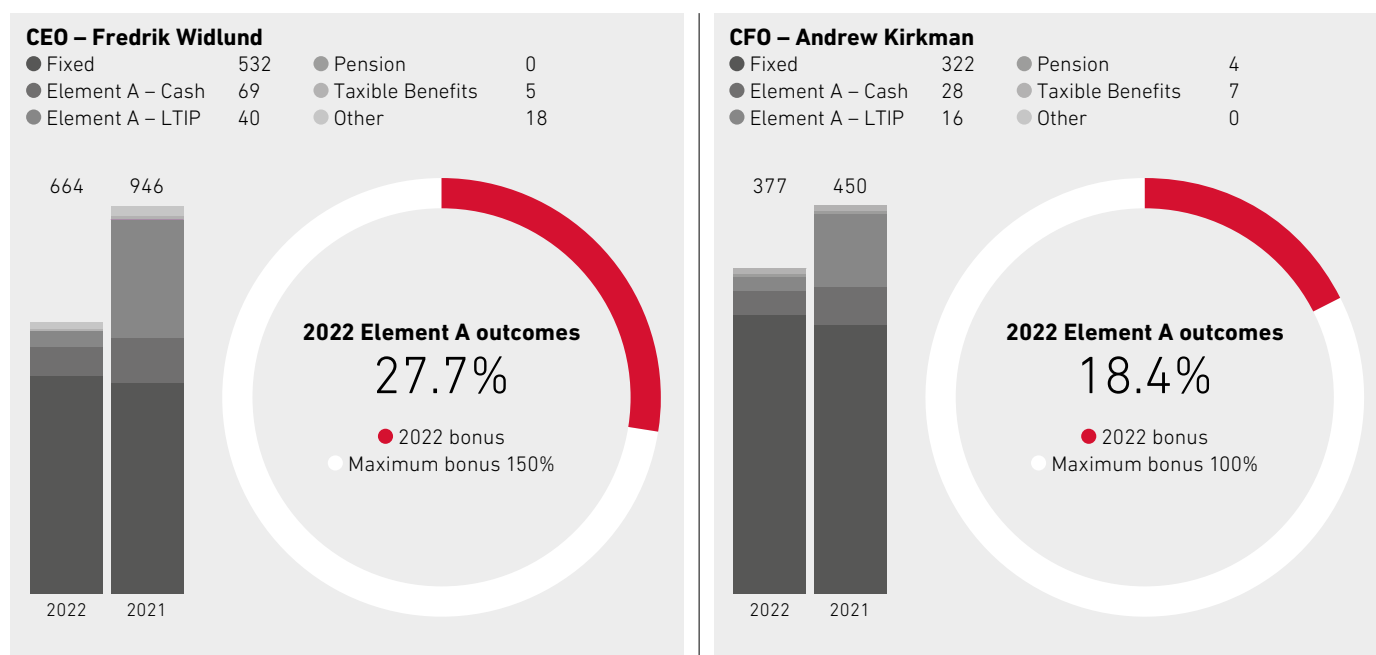 CEO – Fredrik Widlund
Fixed 532 Pension 0
Element A – Cash 69 Taxible Benefits 5
Element A – LTIP 40 Other 18
664 946
2022 Element A outcomes
27.7%
2022 bonus
Maximum bonus 150%
2022 2021
CFO – Andrew Kirkman
Fixed 322 Pension 4
Element A – Cash 28 Taxible Benefits 7
Element A – LTIP 16 Other 0
377 450
2022 Element A outcomes
18.4%
2022 bonus
Maximum bonus 100%
2022 2021